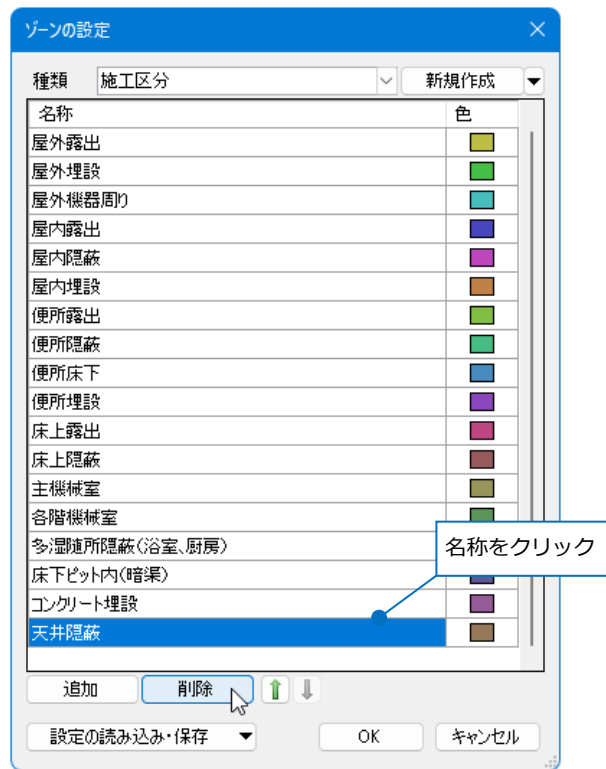 ゾーンの設定
種類 施工区分 新規作成
名称 色
屋外露出
屋外埋設
屋外機器周り
屋内露出
屋内隠蔽
屋内埋設
便所露出
便所隠蔽
便所床下
便所埋設
床上露出
床上隠蔽
主機械室
各階機械室
多湿随所隠蔽(浴室、厨房)
名称をクリック
床下ピット内(暗渠)
コンクリート埋設
天井隠蔽
追加 削除
設定の読み込み・保存 OK キャンセル